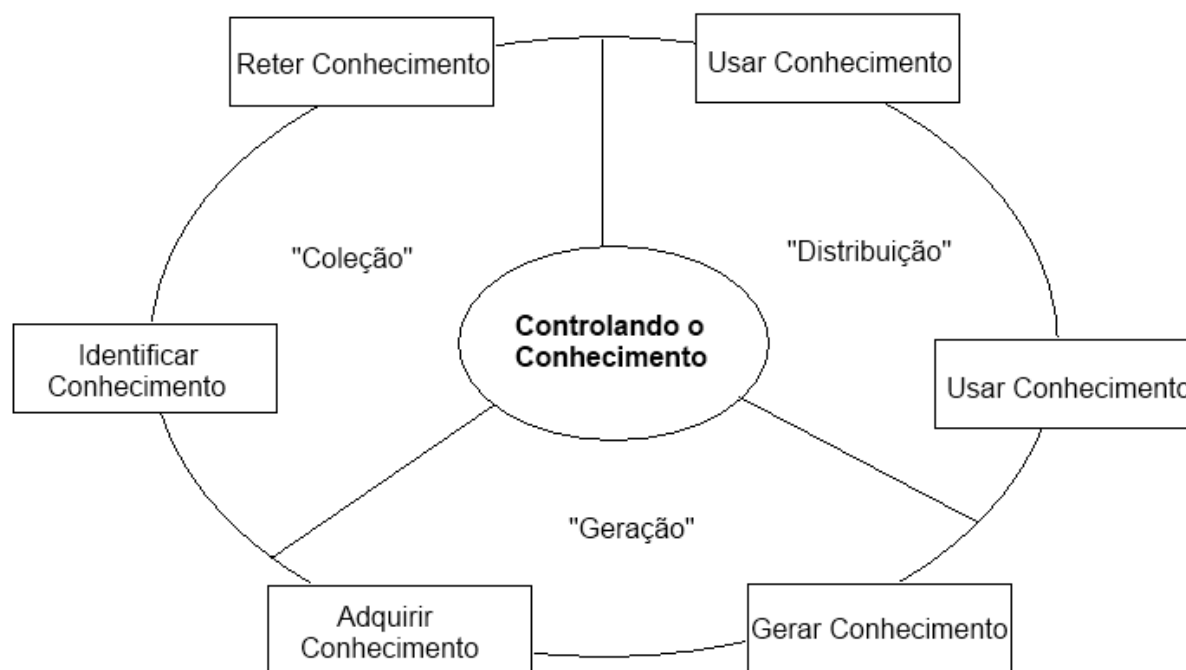 Reter Conhecimento
Usar Conhecimento
"Coleção"
"Distribuição"
Controlando o
Conhecimento
Identificar
Conhecimento
Usar Conhecimento
"Geração"
Adquirir
Conhecimento
Gerar Conhecimento